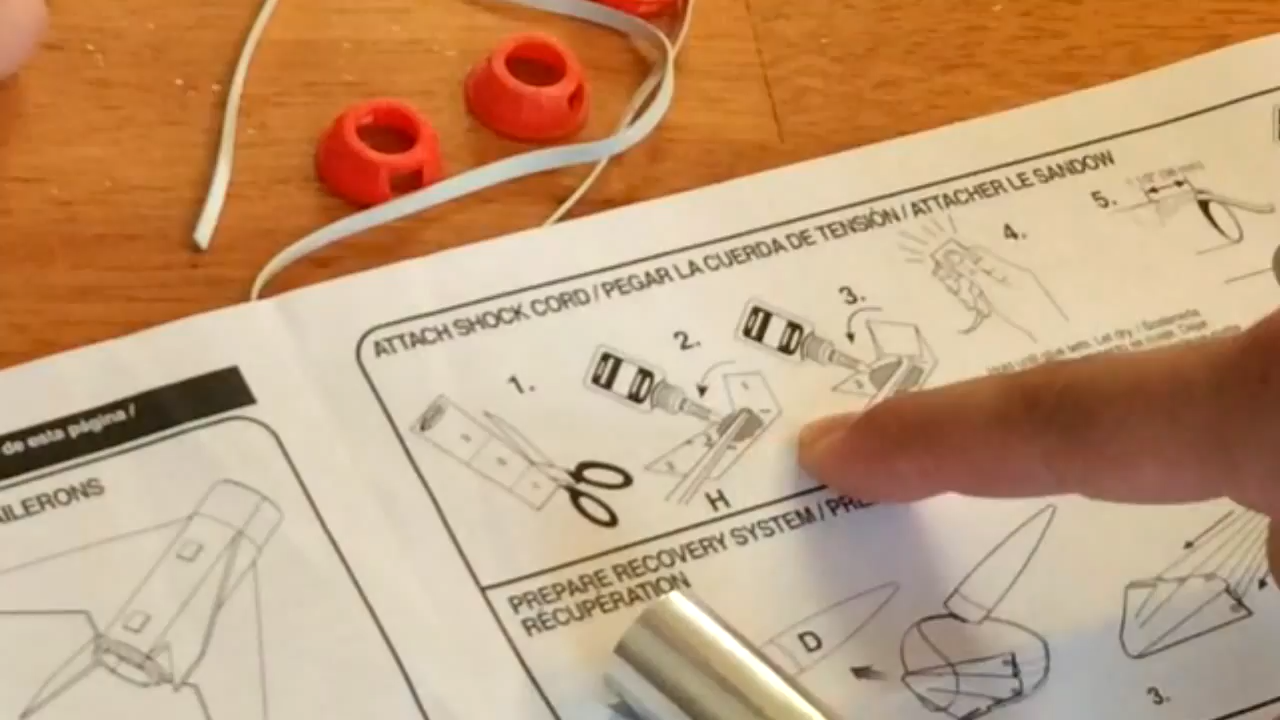 ATTACH SHOCK CORD / PEGAR LA CUERDA DE TENSIÓN / ATTACHER LE SANDOW
1.
2.
3.
4.
5.
H
de esta página /
AILERONS
PREPARE RECOVERY SYSTEM /
RÉCUPÉRATION
D
3.